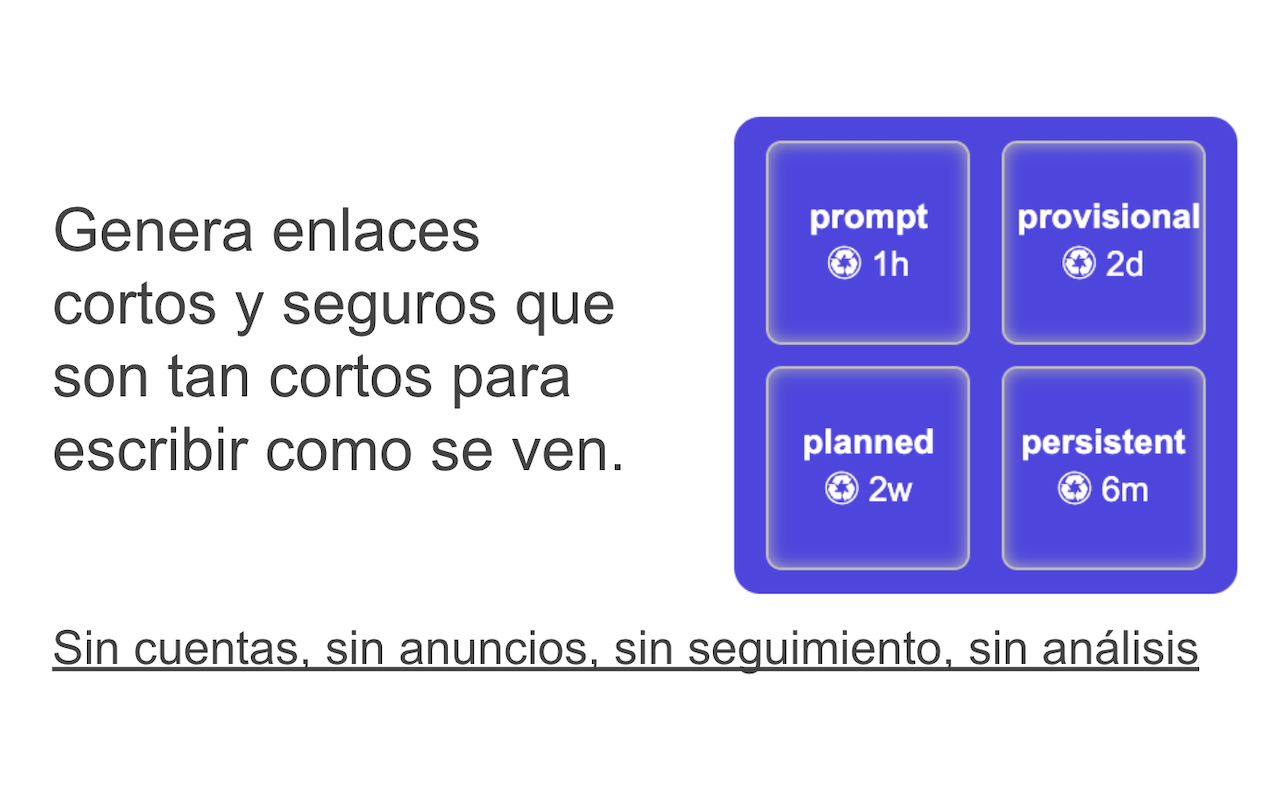 Genera enlaces
cortos y seguros que
son tan cortos para
escribir como se ven.
prompt
♲ 1h
provisional
♲ 2d
planned
♲ 2w
persistent
♲ 6m
Sin cuentas, sin anuncios, sin seguimiento, sin análisis